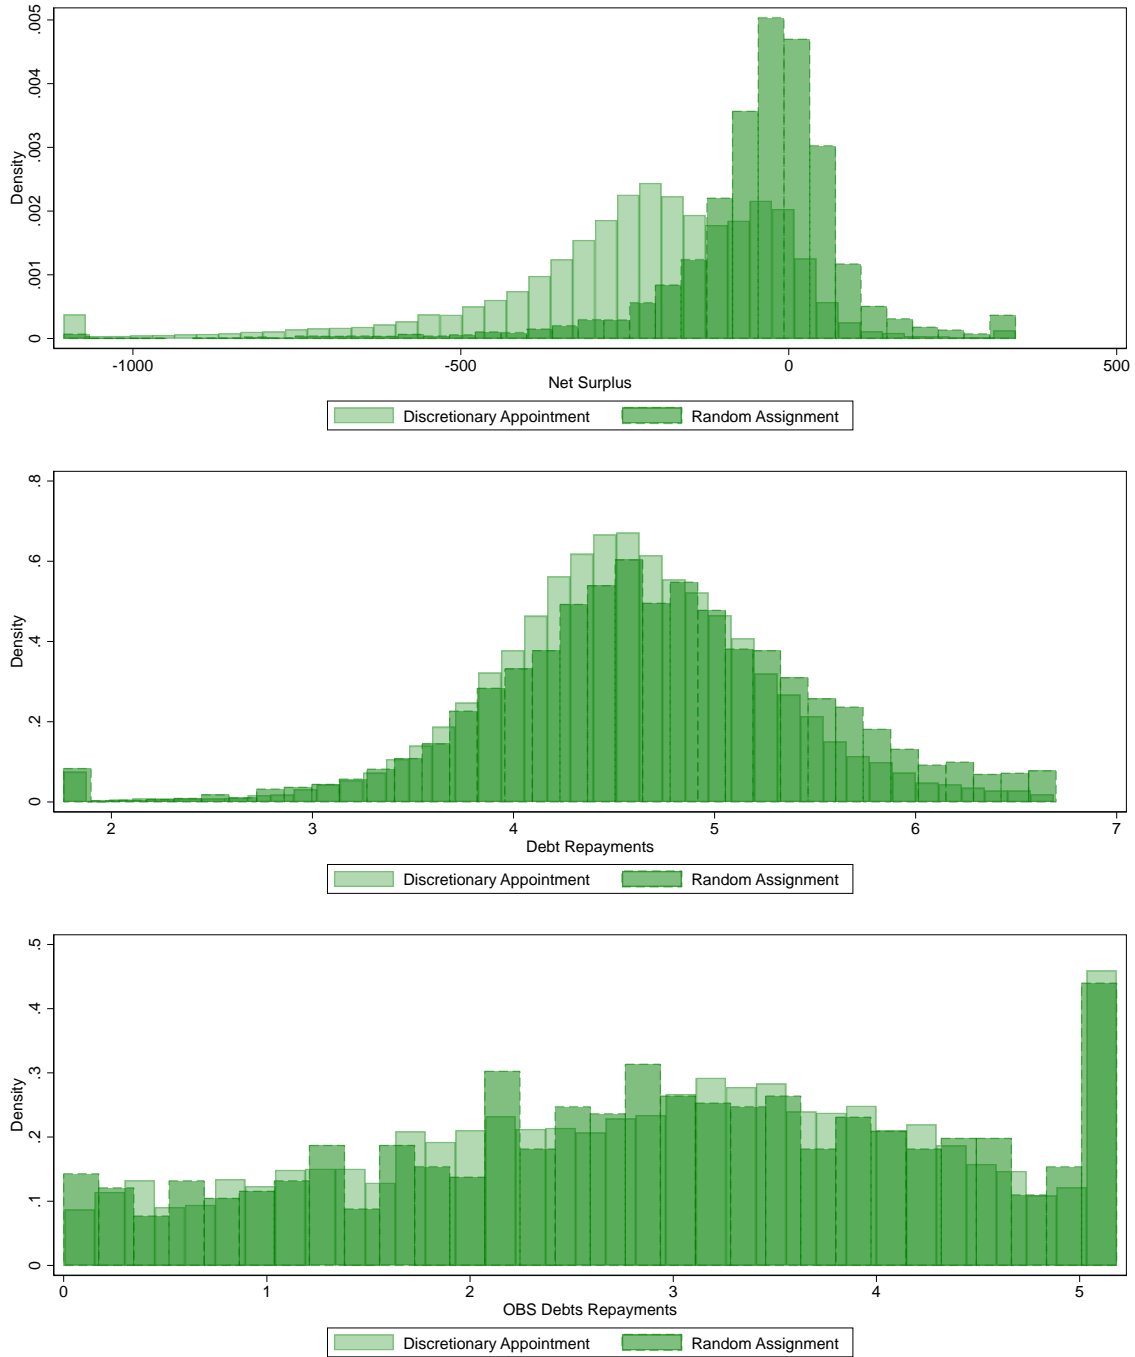 .005
.004
.003
.002
.001
0
Density
-1000 -500 0 500
Net Surplus
Discretionary Appointment Random Assignment
.8
.6
.4
.2
0
Density
2 3 4 5 6 7
Debt Repayments
Discretionary Appointment Random Assignment
.5
.4
.3
.2
.1
0
Density
0 1 2 3 4 5
OBS Debts Repayments
Discretionary Appointment Random Assignment